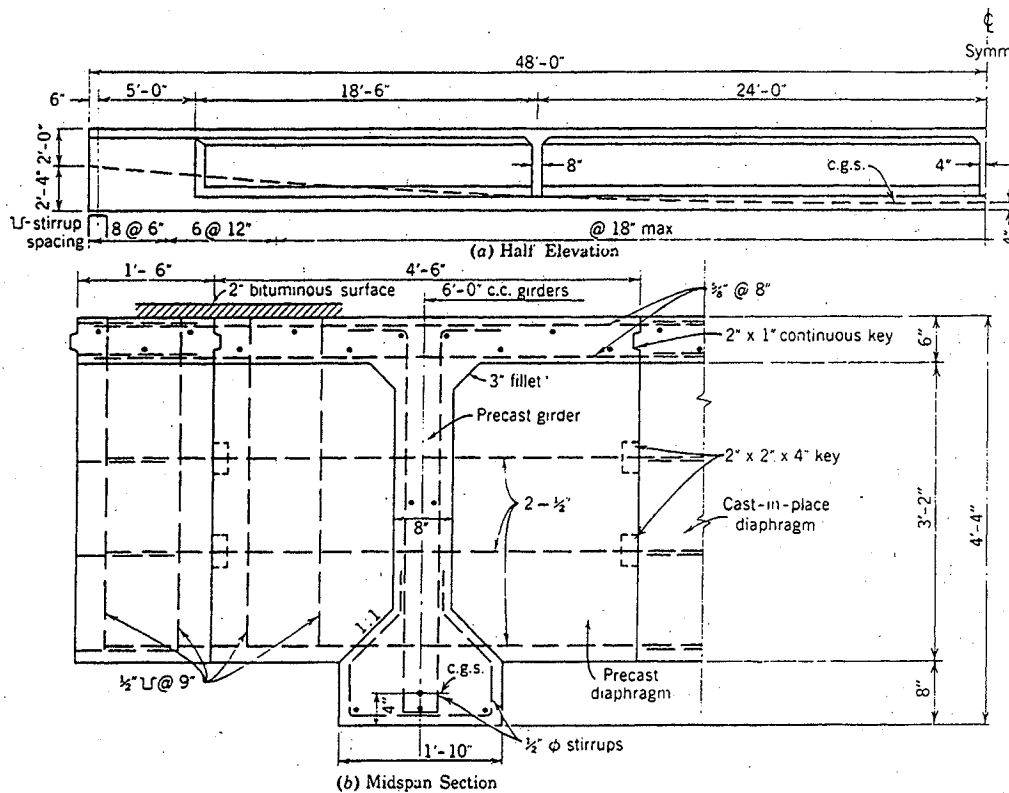 ℄
Symm
48'-0"
6"
5'-0"
18'-6"
24'-0"
2'-0"
2'-4"
8"
c.g.s.
4"
4"
U-stirrup
spacing
8 @ 6"
6 @ 12"
@ 18" max
(a) Half Elevation
1'-6"
4'-6"
2" bituminous surface
6'-0" c.c. girders
@ 8"
2" x 1" continuous key
6"
3" fillet
Precast girder
2" x 2" x 4" key
2-½"
8"
Cast-in-place
diaphragm
3'-2"
4'-4"
1:1
c.g.s.
4"
½" U @ 9"
Precast
diaphragm
8"
½" ϕ stirrups
1'-10"
(b) Midspan Section